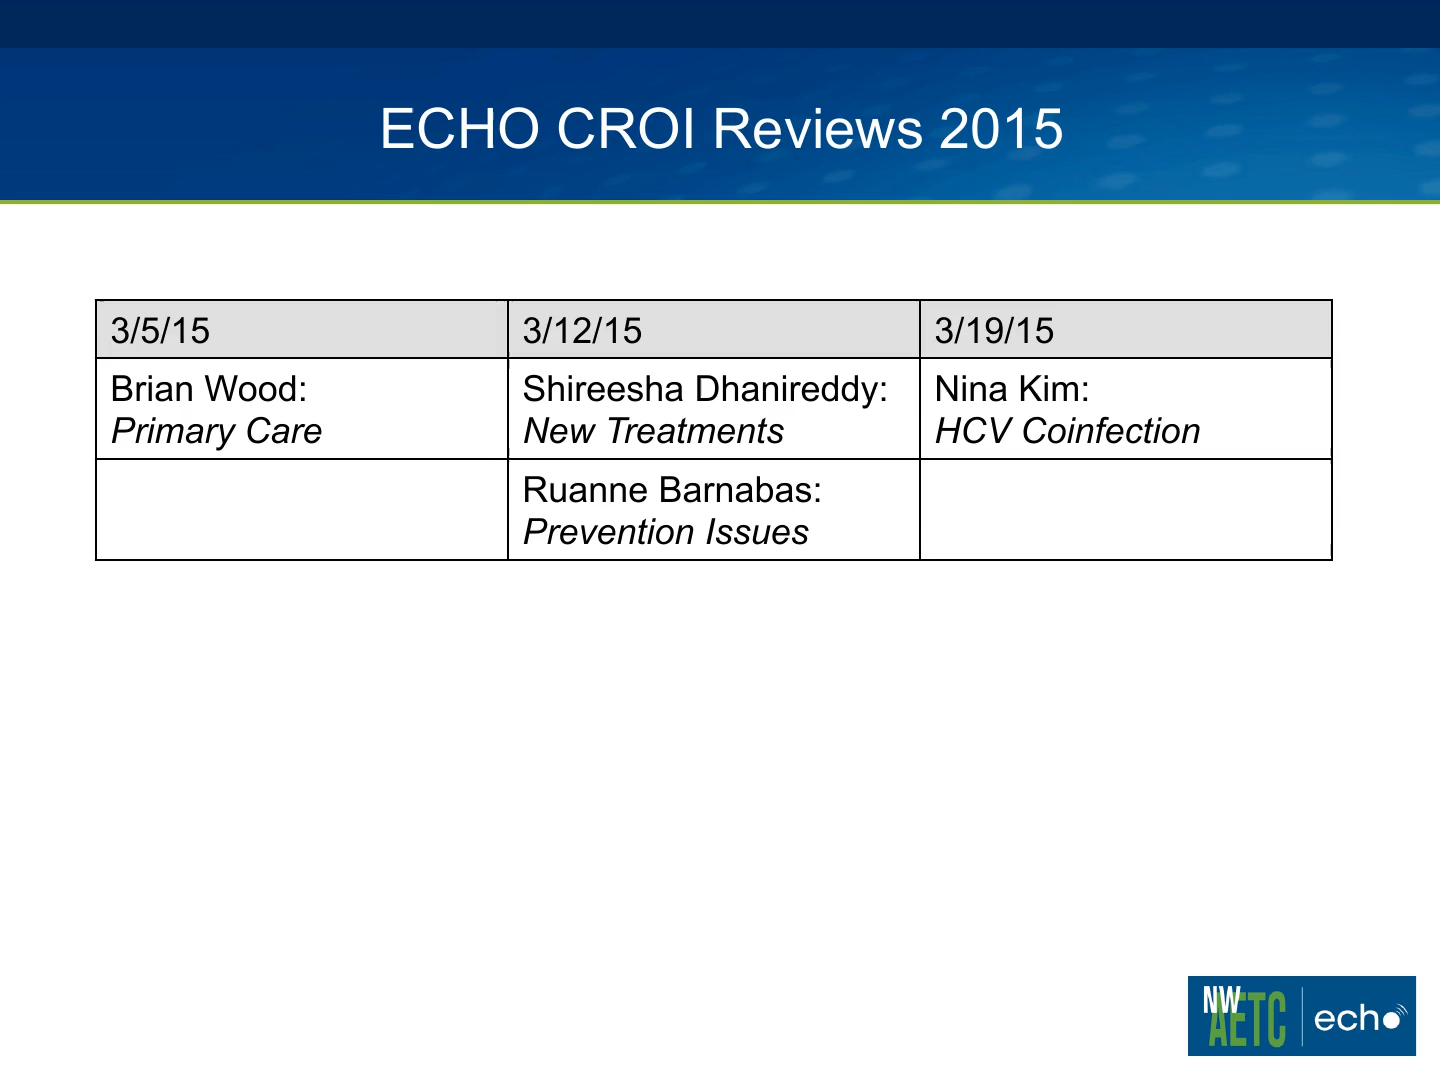 ECHO CROI Reviews 2015
3/5/15
3/12/15
3/19/15
Brian Wood:
Primary Care
Shireesha Dhanireddy:
New Treatments
Nina Kim:
HCV Coinfection
Ruanne Barnabas:
Prevention Issues
NW
AETC
echo